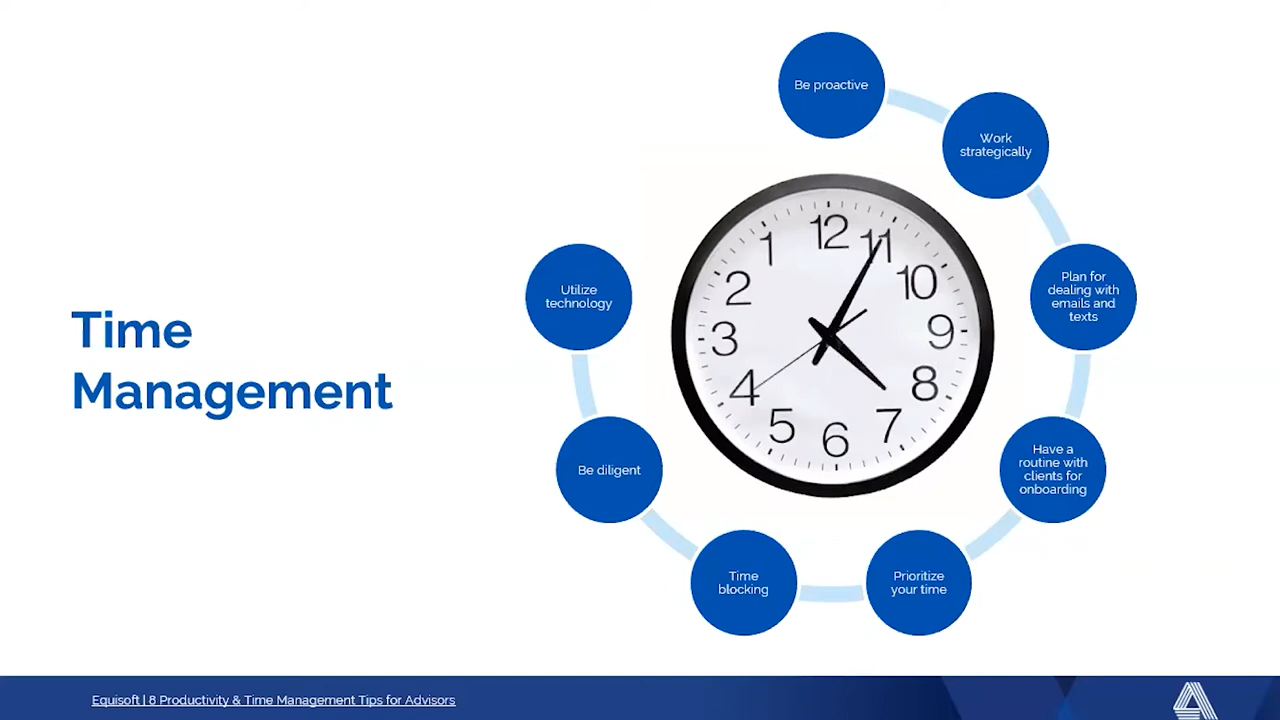 Time
Management
Be proactive
Work
strategically
Plan for
dealing with
emails and
texts
Have a
routine with
clients for
onboarding
Prioritize
your time
Time
blocking
Be diligent
Utilize
technology
12
11
10
9
8
7
6
5
4
3
2
1
Equisoft | 8 Productivity & Time Management Tips for Advisors